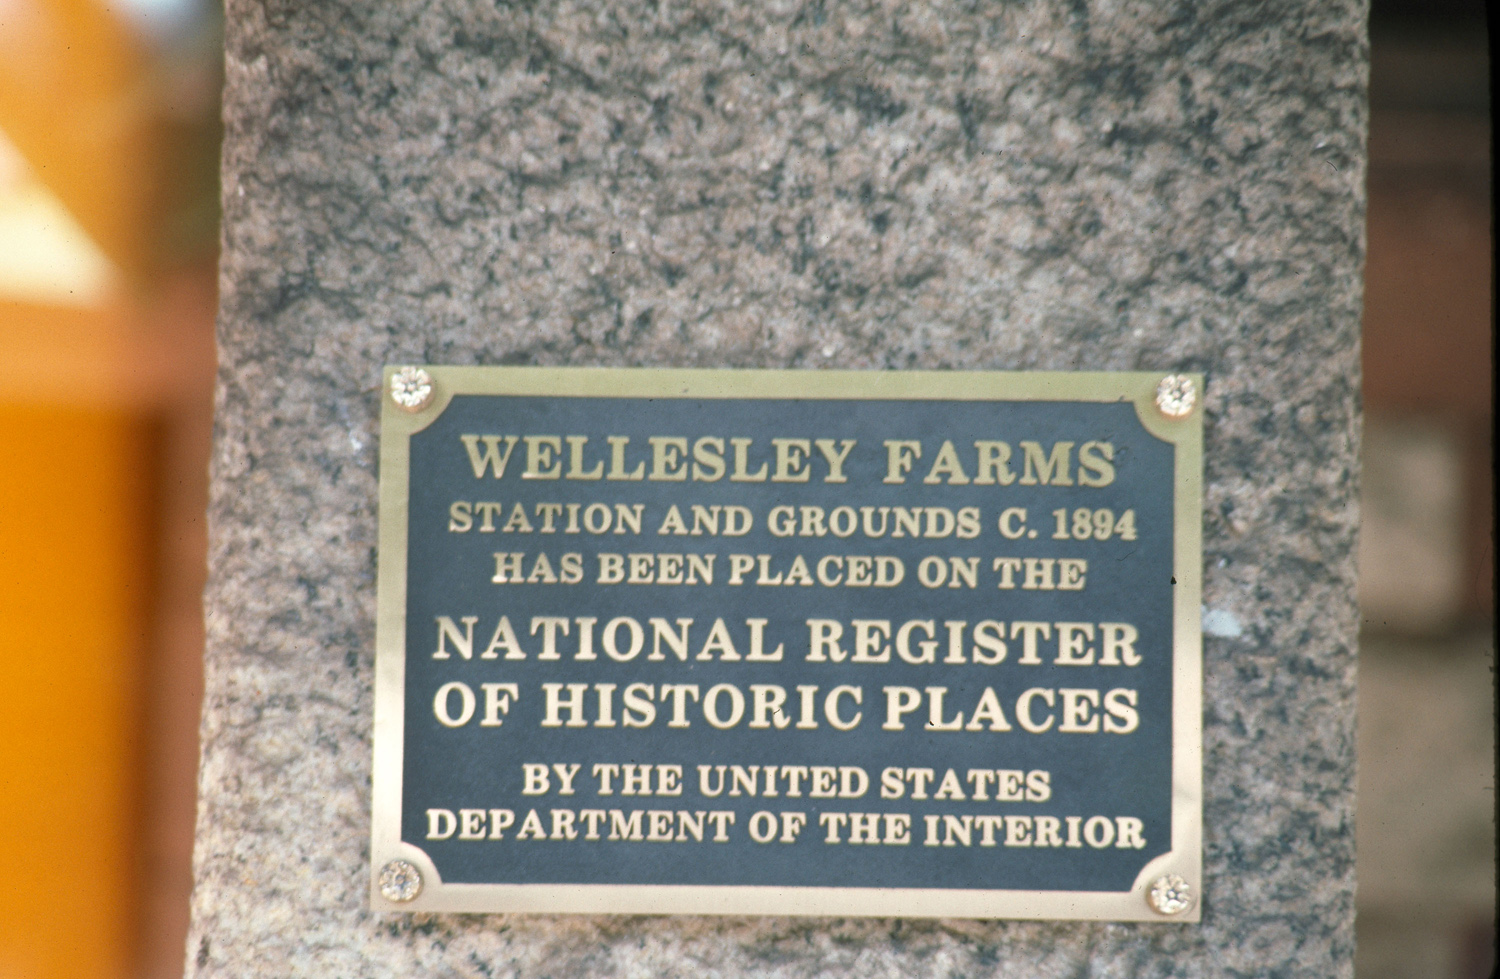 WELLESLEY FARMS
STATION AND GROUNDS C. 1894
HAS BEEN PLACED ON THE
NATIONAL REGISTER
OF HISTORIC PLACES
BY THE UNITED STATES
DEPARTMENT OF THE INTERIOR